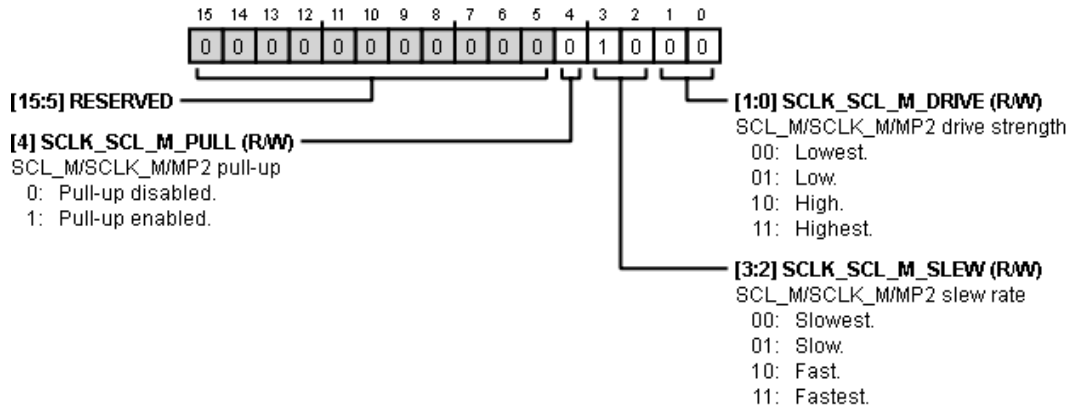 15 14 13 12 11 10 9 8 7 6 5 4 3 2 1 0
0 0 0 0 0 0 0 0 0 0 0 0 1 0 0 0
[15:5] RESERVED
[4] SCLK_SCL_M_PULL (R/W)
SCL_M/SCLK_M/MP2 pull-up
0: Pull-up disabled.
1: Pull-up enabled.
[1:0] SCLK_SCL_M_DRIVE (R/W)
SCL_M/SCLK_M/MP2 drive strength
00: Lowest.
01: Low.
10: High.
11: Highest.
[3:2] SCLK_SCL_M_SLEW (R/W)
SCL_M/SCLK_M/MP2 slew rate
00: Slowest.
01: Slow.
10: Fast.
11: Fastest.